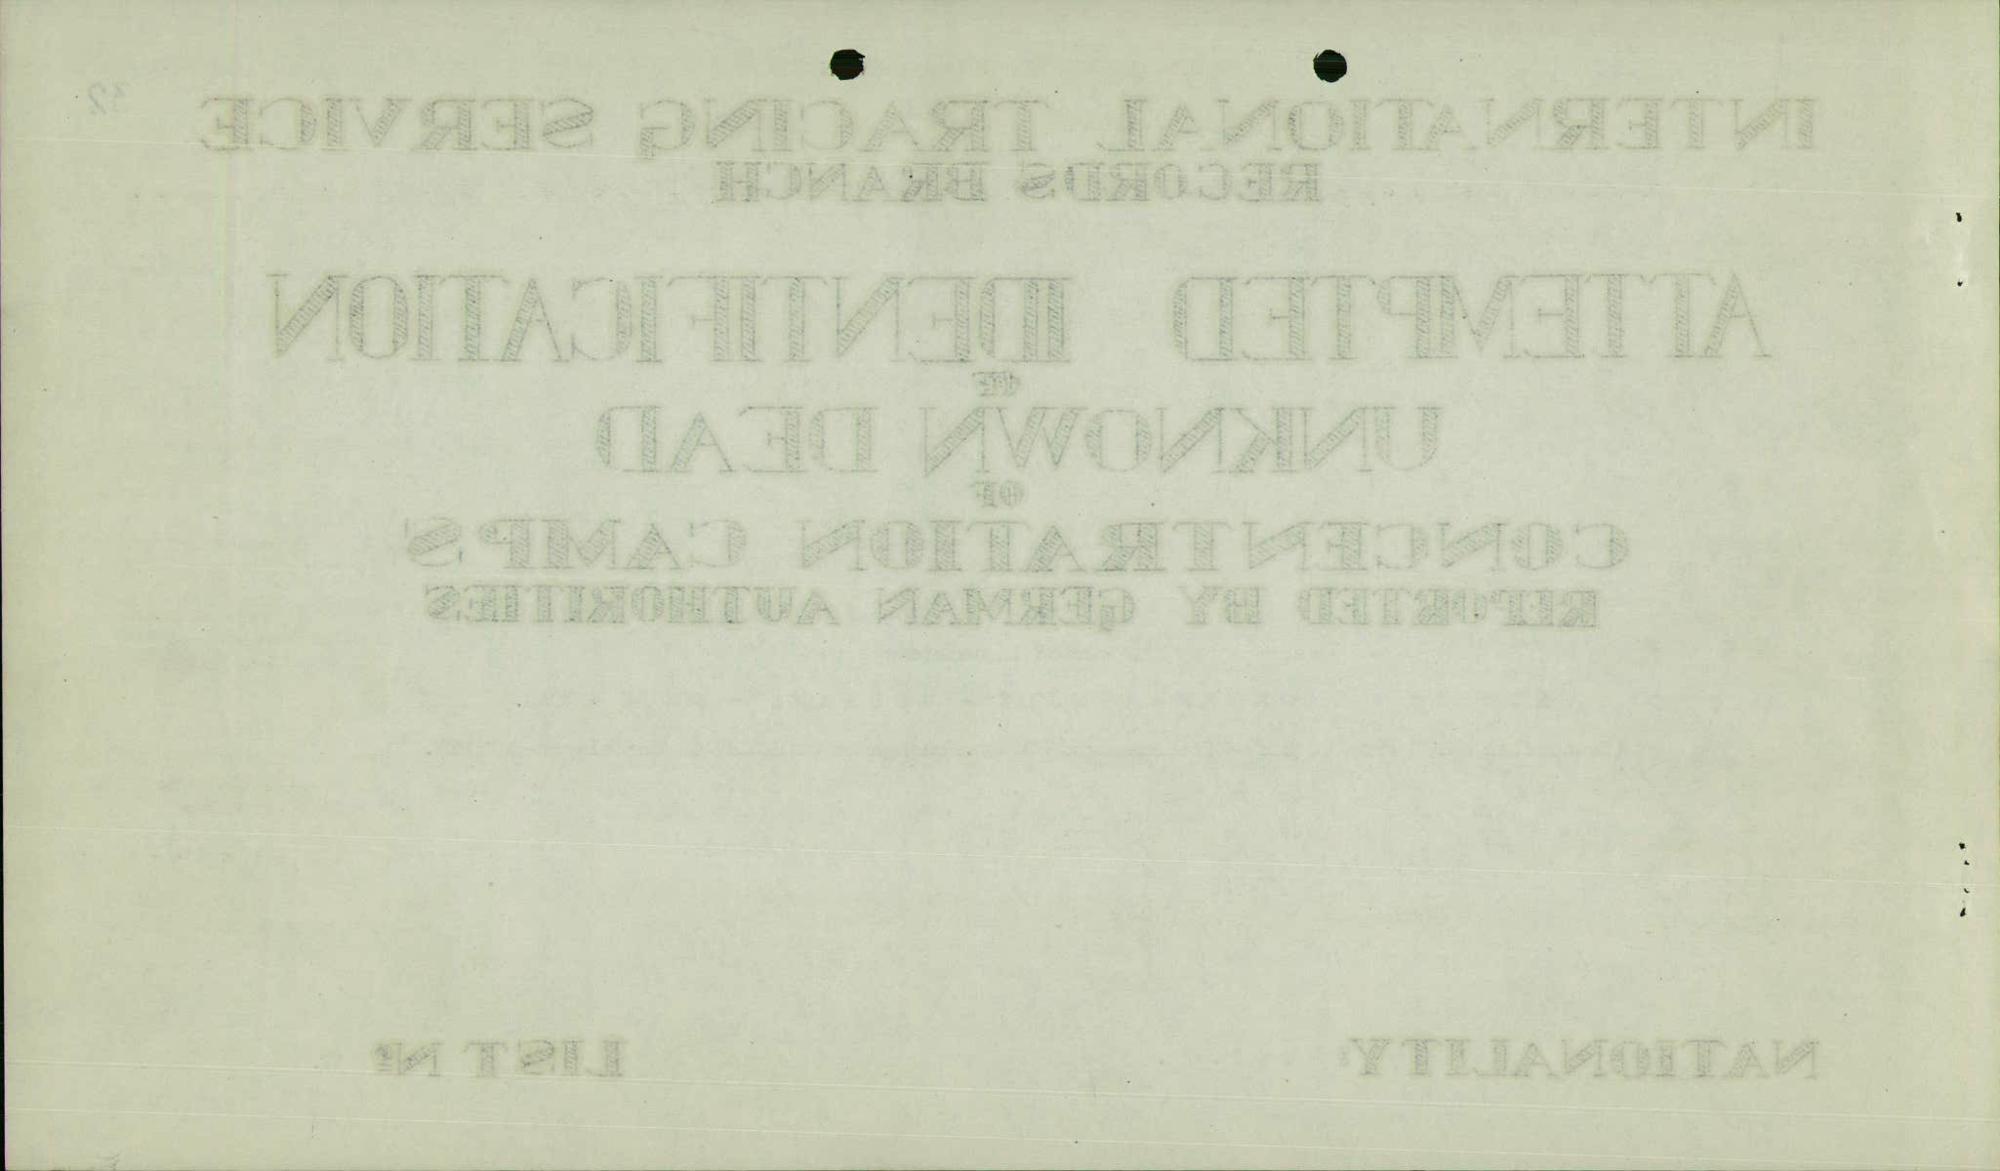 32
INTERNATIONAL TRACING SERVICE
RECORDS BRANCH
ATTEMPTED IDENTIFICATION
OF
UNKNOWN DEAD
OF
CONCENTRATION CAMPS
REPORTED BY GERMAN AUTHORITIES
NATIONALITY: LIST Nº